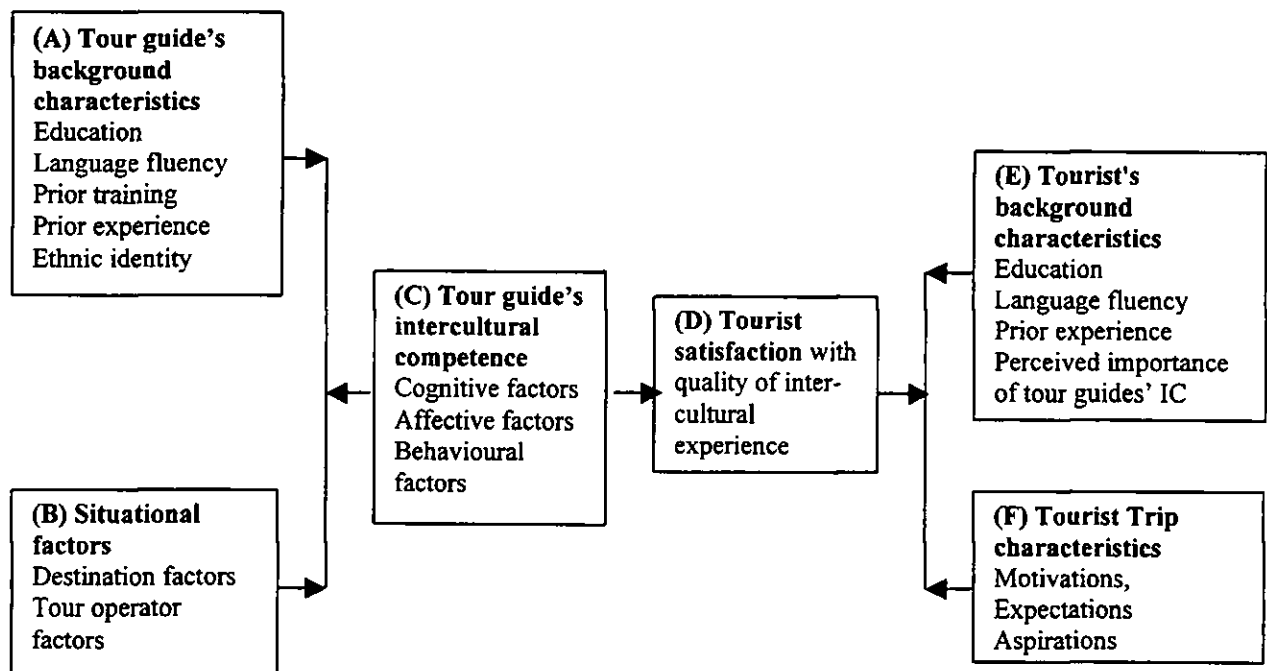 (A) Tour guide's
background
characteristics
Education
Language fluency
Prior training
Prior experience
Ethnic identity
(B) Situational
factors
Destination factors
Tour operator
factors
(C) Tour guide's
intercultural
competence
Cognitive factors
Affective factors
Behavioural
factors
(D) Tourist
satisfaction with
quality of inter-
cultural
experience
(E) Tourist's
background
characteristics
Education
Language fluency
Prior experience
Perceived importance
of tour guides' IC
(F) Tourist Trip
characteristics
Motivations,
Expectations
Aspirations